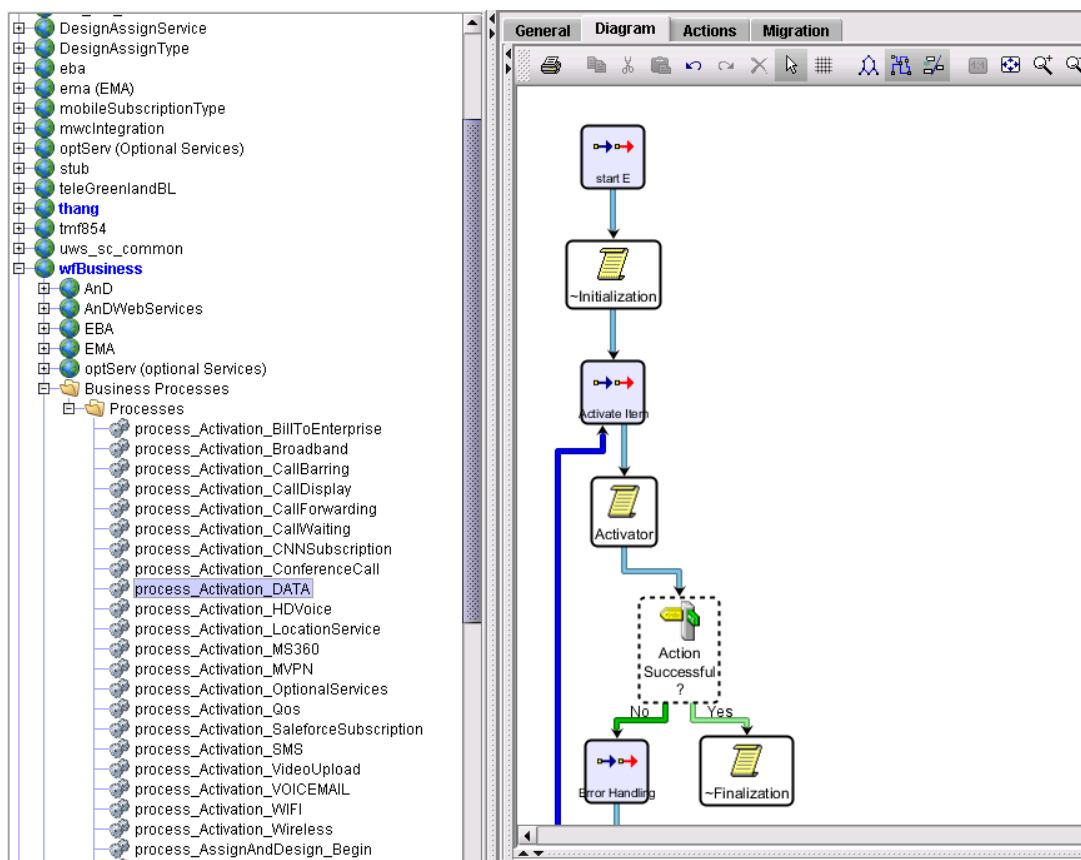 DesignAssignService
DesignAssignType
eba
ema (EMA)
mobileSubscriptionType
mwcIntegration
optServ (Optional Services)
stub
teleGreenlandBL
thang
tmf854
uws_sc_common
wfBusiness
AnD
AnDWebServices
EBA
EMA
optServ (optional Services)
Business Processes
Processes
process_Activation_BillToEnterprise
process_Activation_Broadband
process_Activation_CallBarring
process_Activation_CallDisplay
process_Activation_CallForwarding
process_Activation_CallWaiting
process_Activation_CNNSubscription
process_Activation_ConferenceCall
process_Activation_DATA
process_Activation_HDVoice
process_Activation_LocationService
process_Activation_MS360
process_Activation_MVPN
process_Activation_OptionalServices
process_Activation_Qos
process_Activation_SaleforceSubscription
process_Activation_SMS
process_Activation_VideoUpload
process_Activation_VOICEMAIL
process_Activation_WIFI
process_Activation_Wireless
process_AssignAndDesign_Begin
General Diagram Actions Migration
1:1
start E
~Initialization
Activate Item
Activator
Action
Successful
?
No Yes
Error Handling
~Finalization